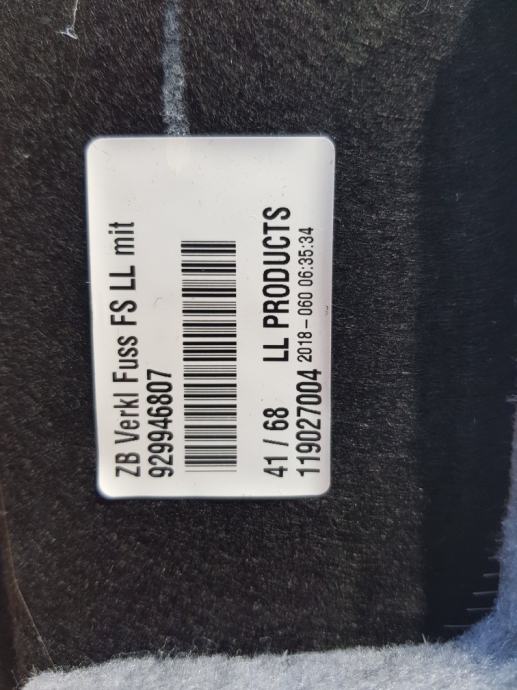 ZB Verkl Fuss FS LL mit
929946807
41 / 68 LL PRODUCTS
119027004 2018-060 06:35:34